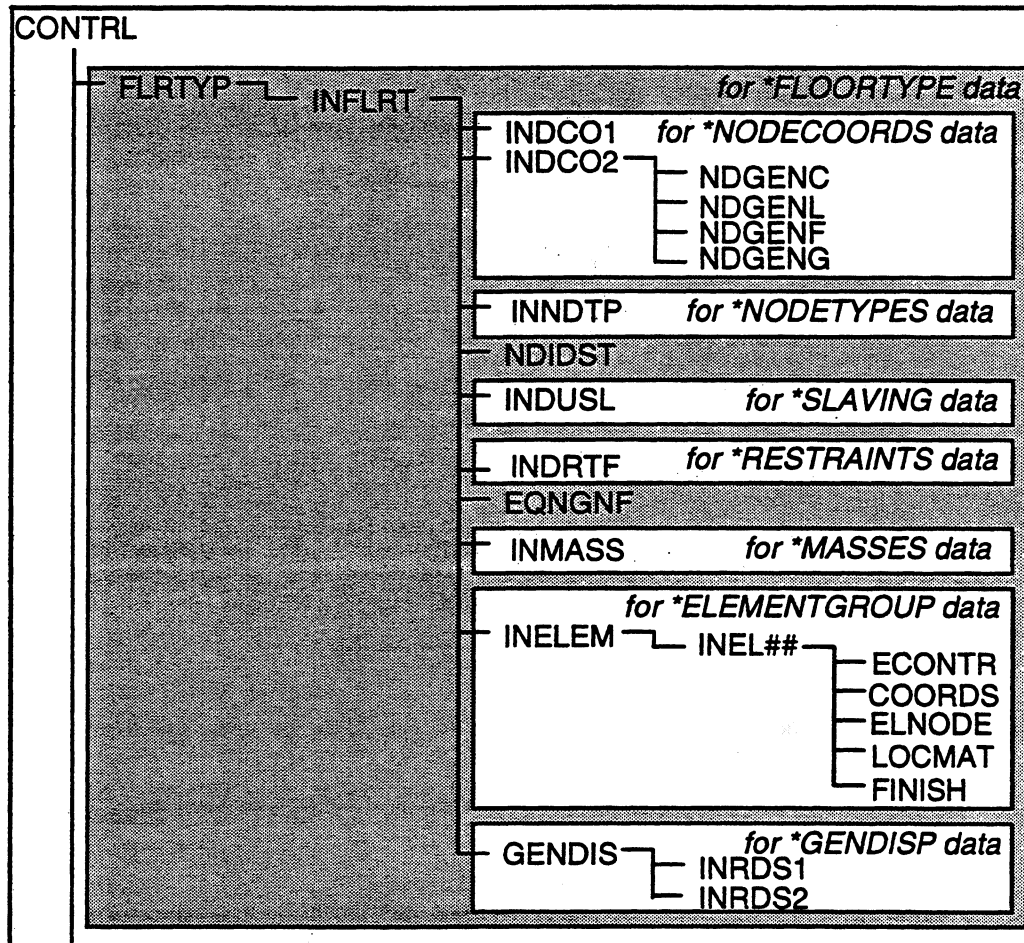 CONTRL
FLRTYP
INFLRT
for *FLOORTYPE data
INDCO1 for *NODECOORDS data
INDCO2
NDGENC
NDGENL
NDGENF
NDGENG
INNDTP for *NODETYPES data
NDIDST
INDUSL for *SLAVING data
INDRTF for *RESTRAINTS data
EQNGNF
INMASS for *MASSES data
for *ELEMENTGROUP data
INELEM INEL##
ECONTR
COORDS
ELNODE
LOCMAT
FINISH
GENDIS for *GENDISP data
INRDS1
INRDS2